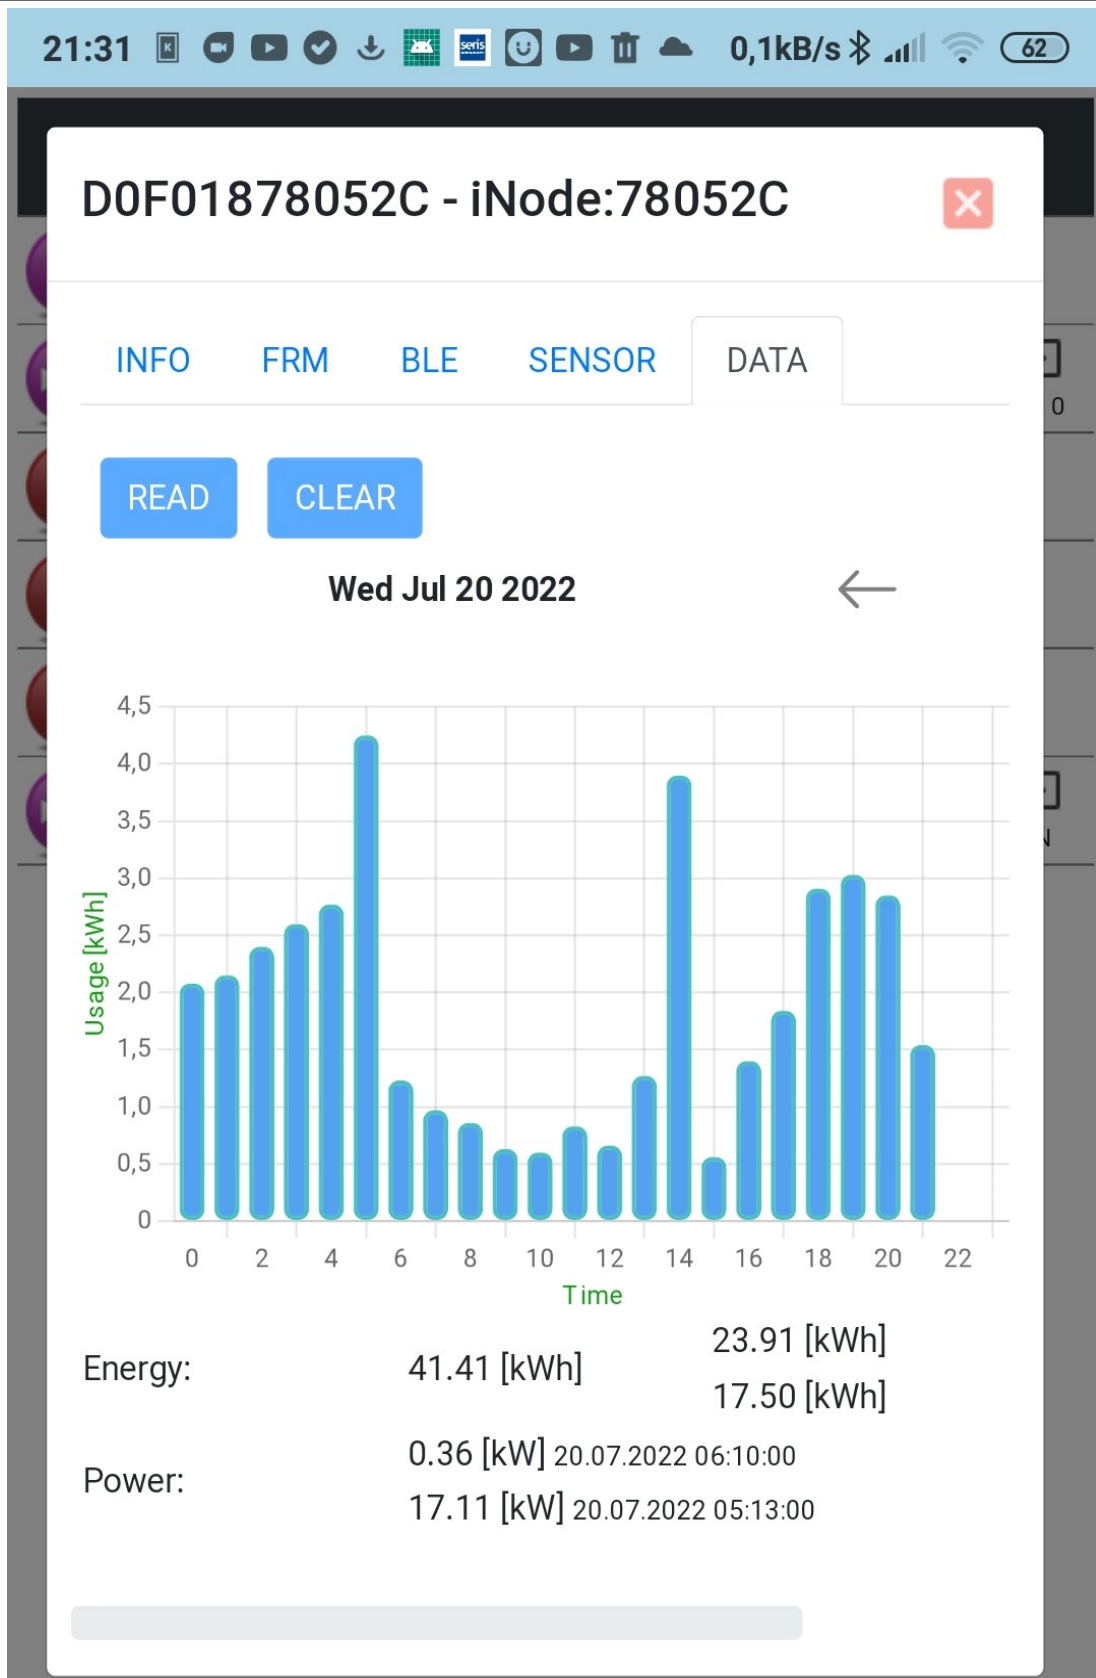 21:31 K seris 0,1kB/s 62
D0F01878052C - iNode:78052C
INFO FRM BLE SENSOR DATA
0
READ CLEAR
Wed Jul 20 2022
4,5
4,0
3,5
3,0
2,5
2,0
1,5
1,0
0,5
0
Usage [kWh]
0 2 4 6 8 10 12 14 16 18 20 22
Time
Energy: 41.41 [kWh] 23.91 [kWh]
17.50 [kWh]
Power: 0.36 [kW] 20.07.2022 06:10:00
17.11 [kW] 20.07.2022 05:13:00